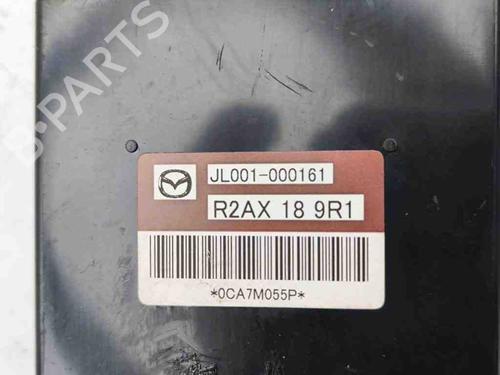 B-PARTS
JL001-000161
R2AX 18 9R1
*0CA7M055P*